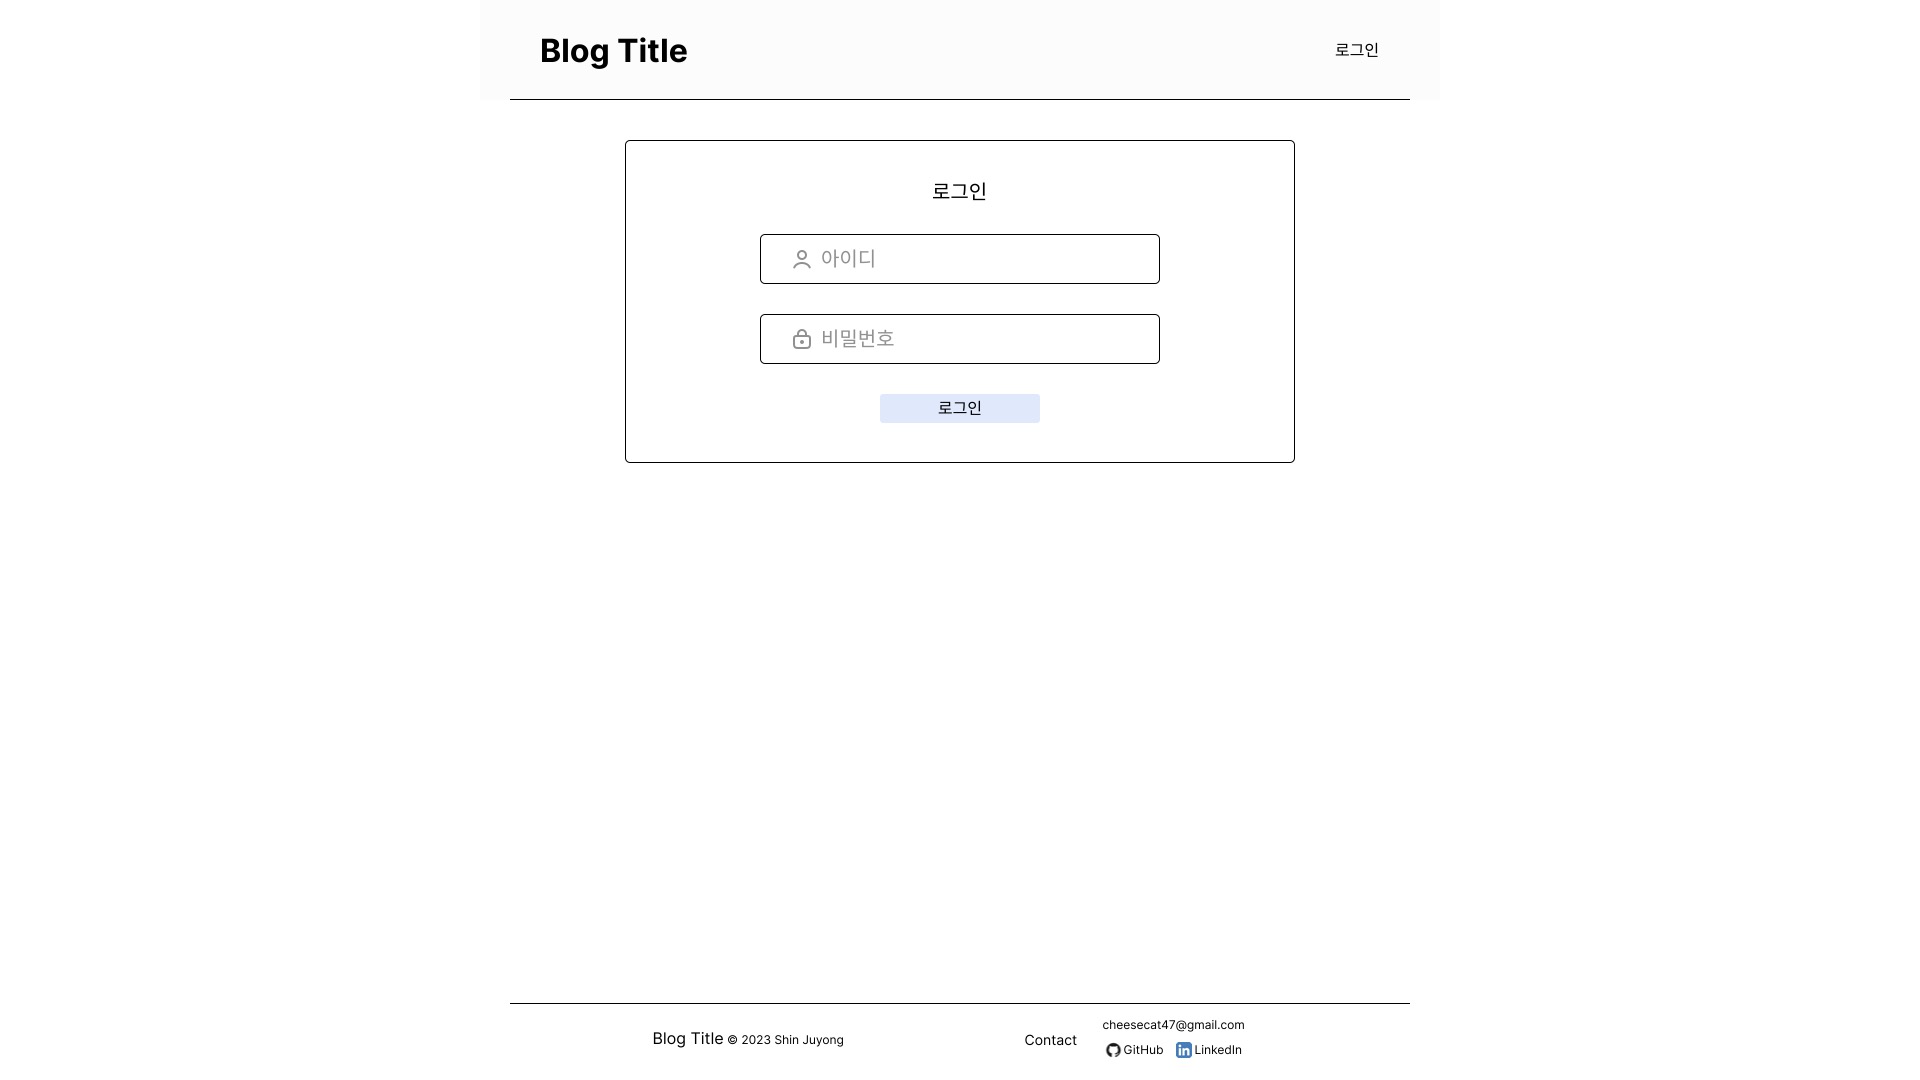 Blog Title
로그인
로그인
아이디
비밀번호
로그인
Blog Title © 2023 Shin Juyong
Contact
cheesecat47@gmail.com
GitHub LinkedIn